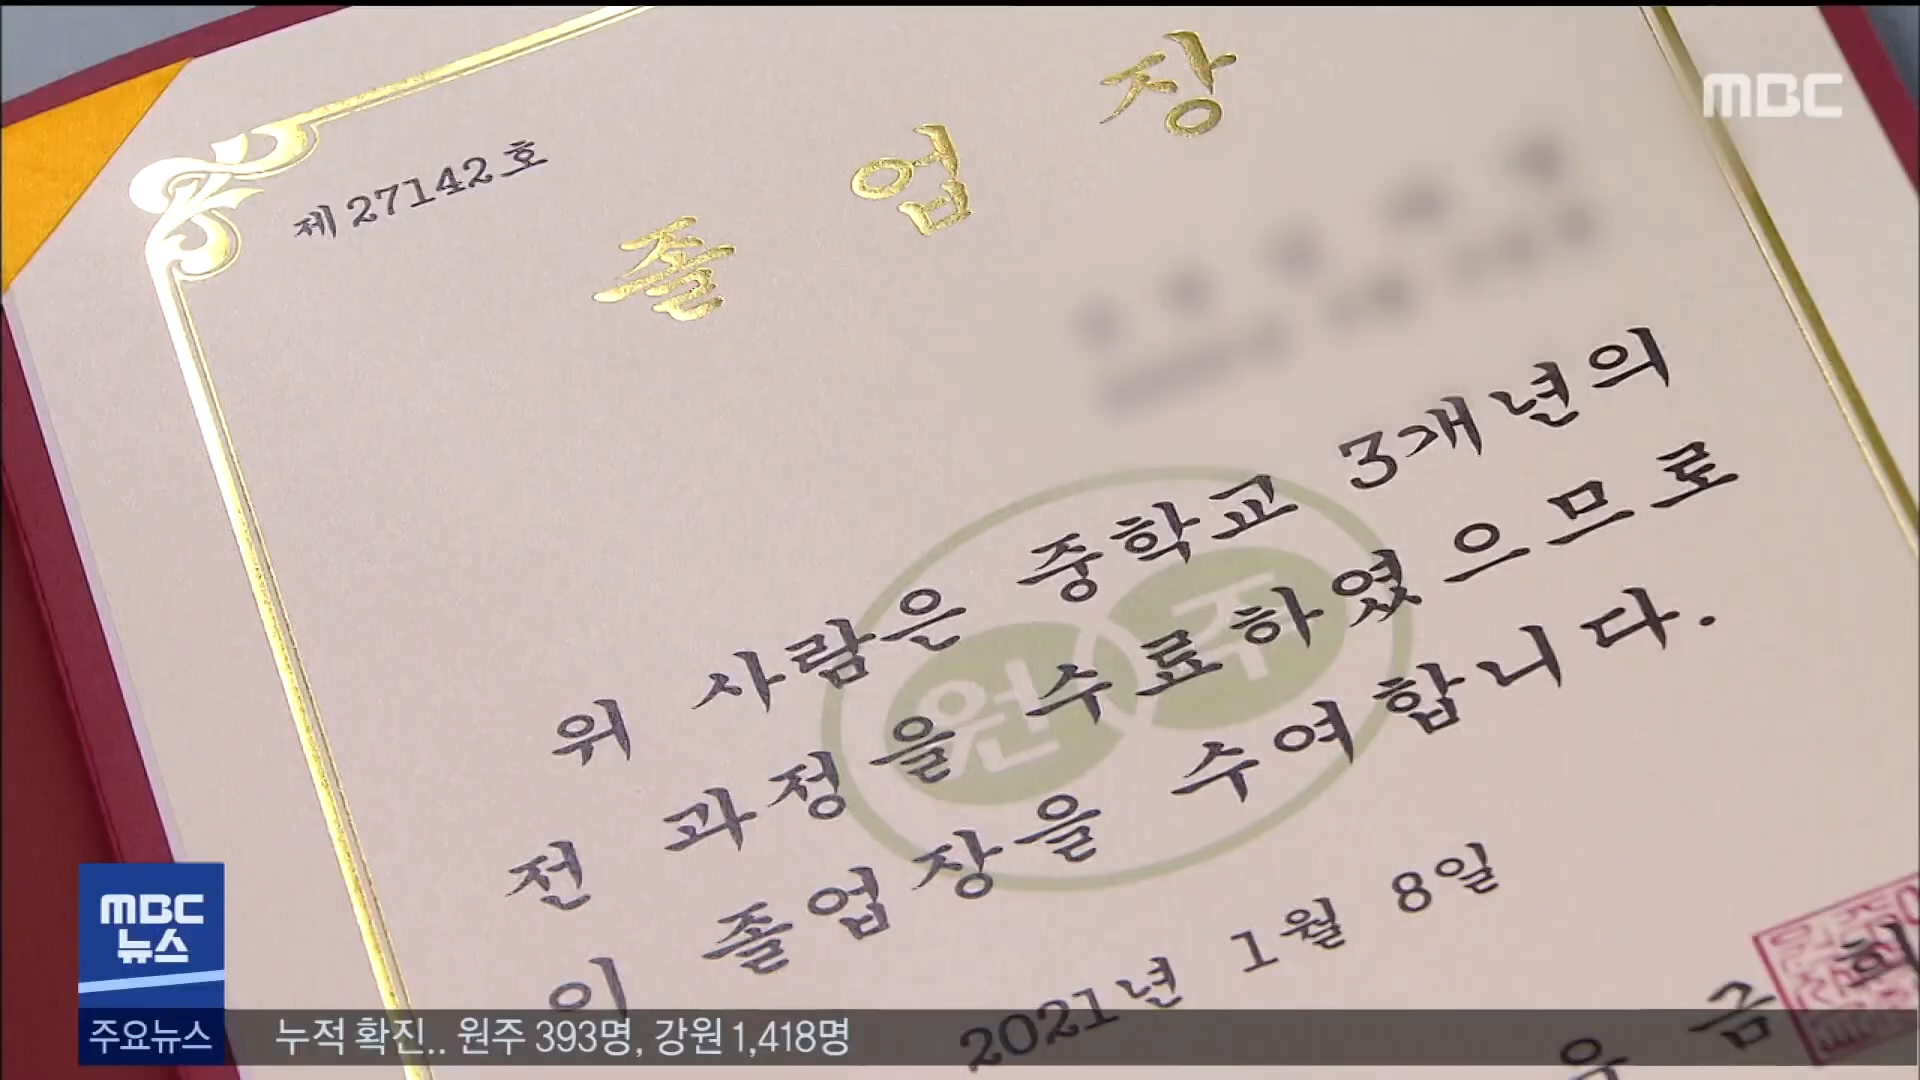 MBC
제 27142 호
졸 업 장
위 사람은 중학교 3개년의
전 과정을 수료하였으므로
이 졸업장을 수여합니다.
원주
2021년 1월 8일
금희
MBC
뉴스
주요뉴스
누적 확진.. 원주 393명, 강원 1,418명